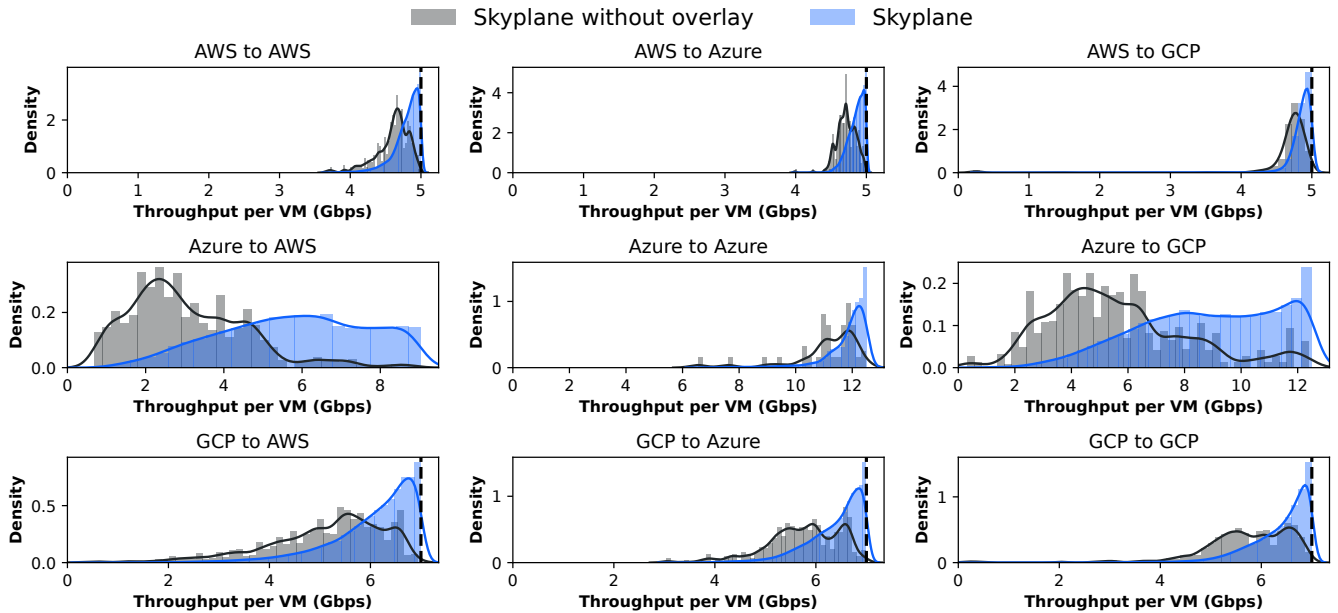 Skyplane without overlay Skyplane
AWS to AWS
Density
2
0
0 1 2 3 4 5
Throughput per VM (Gbps)
AWS to Azure
Density
4
2
0
0 1 2 3 4 5
Throughput per VM (Gbps)
AWS to GCP
Density
4
2
0
0 1 2 3 4 5
Throughput per VM (Gbps)
Azure to AWS
Density
0.2
0.0
0 2 4 6 8
Throughput per VM (Gbps)
Azure to Azure
Density
1
0
0 2 4 6 8 10 12
Throughput per VM (Gbps)
Azure to GCP
Density
0.2
0.1
0.0
0 2 4 6 8 10 12
Throughput per VM (Gbps)
GCP to AWS
Density
0.5
0.0
0 2 4 6
Throughput per VM (Gbps)
GCP to Azure
Density
1
0
0 2 4 6
Throughput per VM (Gbps)
GCP to GCP
Density
1
0
0 2 4 6
Throughput per VM (Gbps)